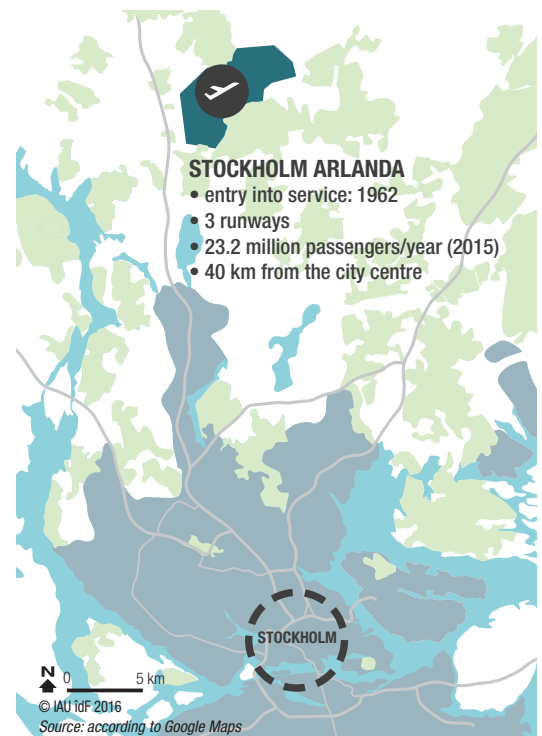 STOCKHOLM ARLANDA
• entry into service: 1962
• 3 runways
• 23.2 million passengers/year (2015)
• 40 km from the city centre
STOCKHOLM
N
0 5 km
© IAU îdF 2016
Source: according to Google Maps